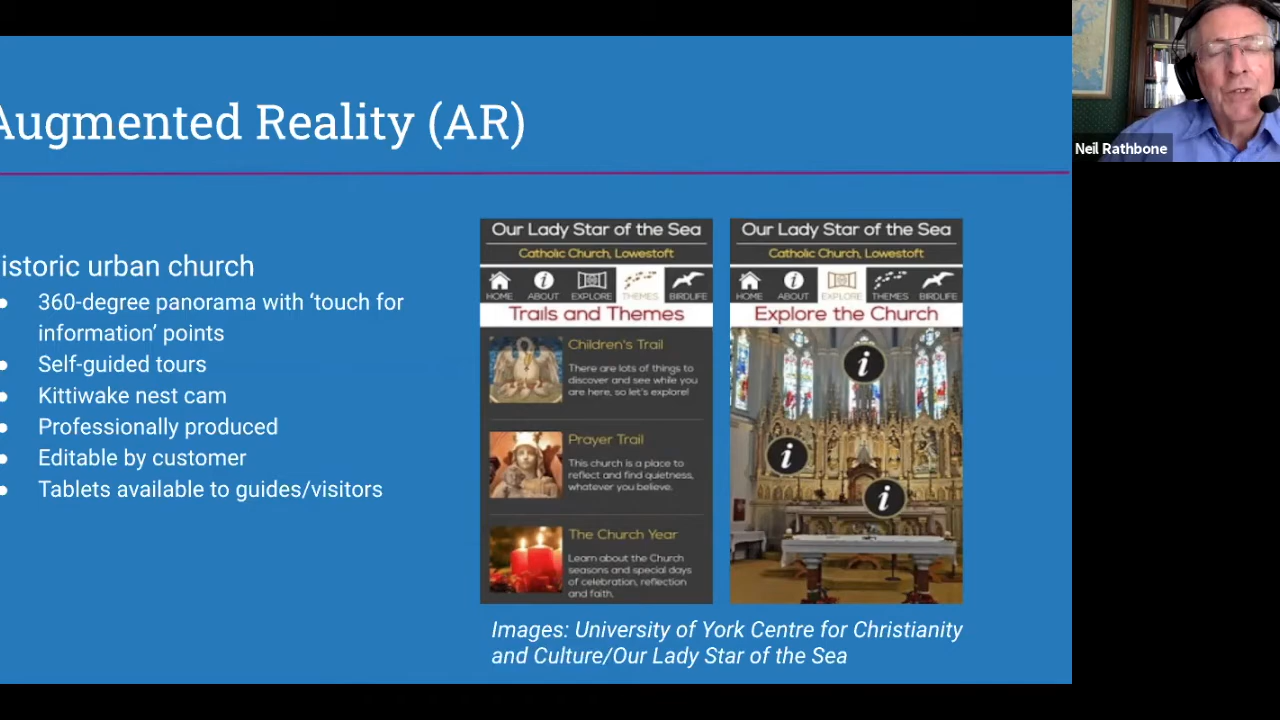 Augmented Reality (AR)
Neil Rathbone
istoric urban church
360-degree panorama with ‘touch for
information’ points
Self-guided tours
Kittiwake nest cam
Professionally produced
Editable by customer
Tablets available to guides/visitors
Our Lady Star of the Sea
Catholic Church, Lowestoft
HOME ABOUT EXPLORE THEMES BIRDLIFE
Trails and Themes
Children's Trail
There are lots of things to
discover and see while you
are here, so let's explore!
Prayer Trail
This church is a place to
reflect and find quietness,
whatever you believe.
The Church Year
Learn about the Church
seasons and special days
of celebration, reflection
and faith.
Our Lady Star of the Sea
Catholic Church, Lowestoft
HOME ABOUT EXPLORE THEMES BIRDLIFE
Explore the Church
i
i
i
Images: University of York Centre for Christianity
and Culture/Our Lady Star of the Sea